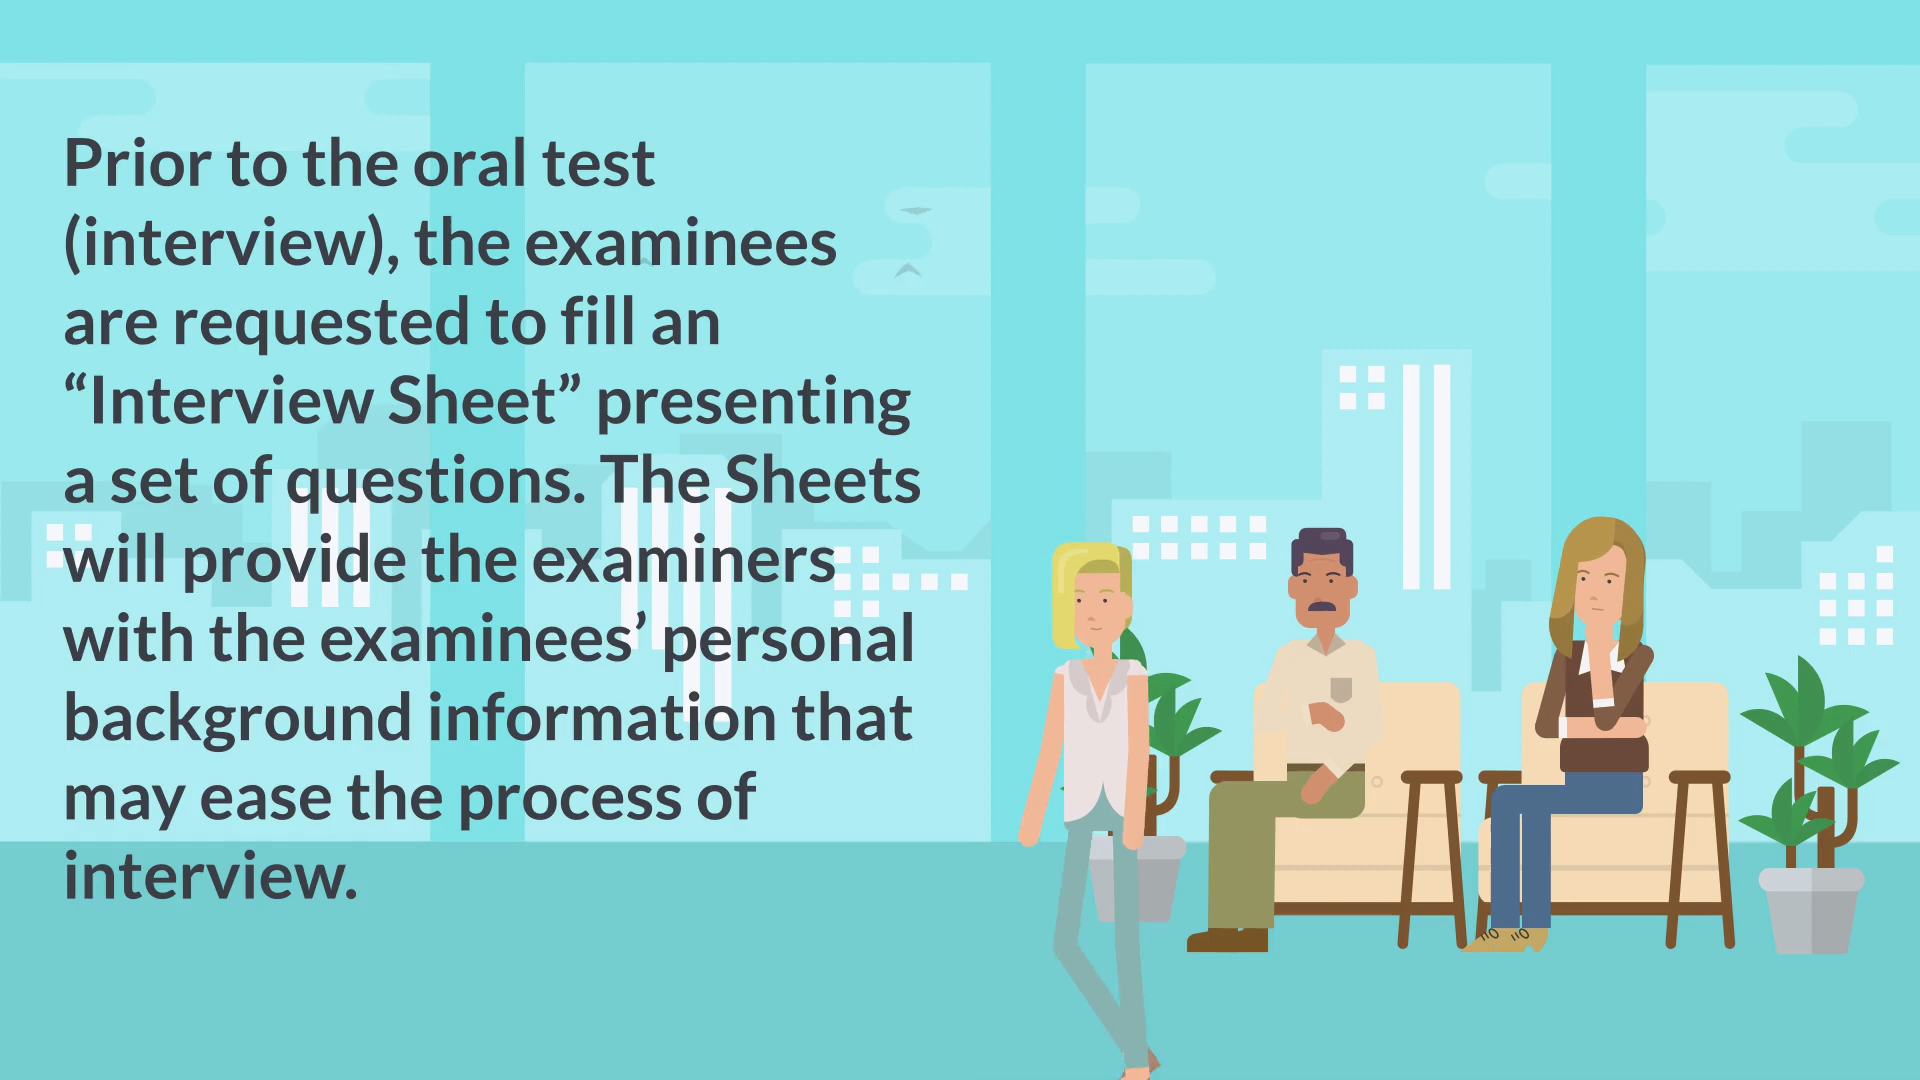 Prior to the oral test
(interview), the examinees
are requested to fill an
“Interview Sheet” presenting
a set of questions. The Sheets
will provide the examiners
with the examinees’ personal
background information that
may ease the process of
interview.